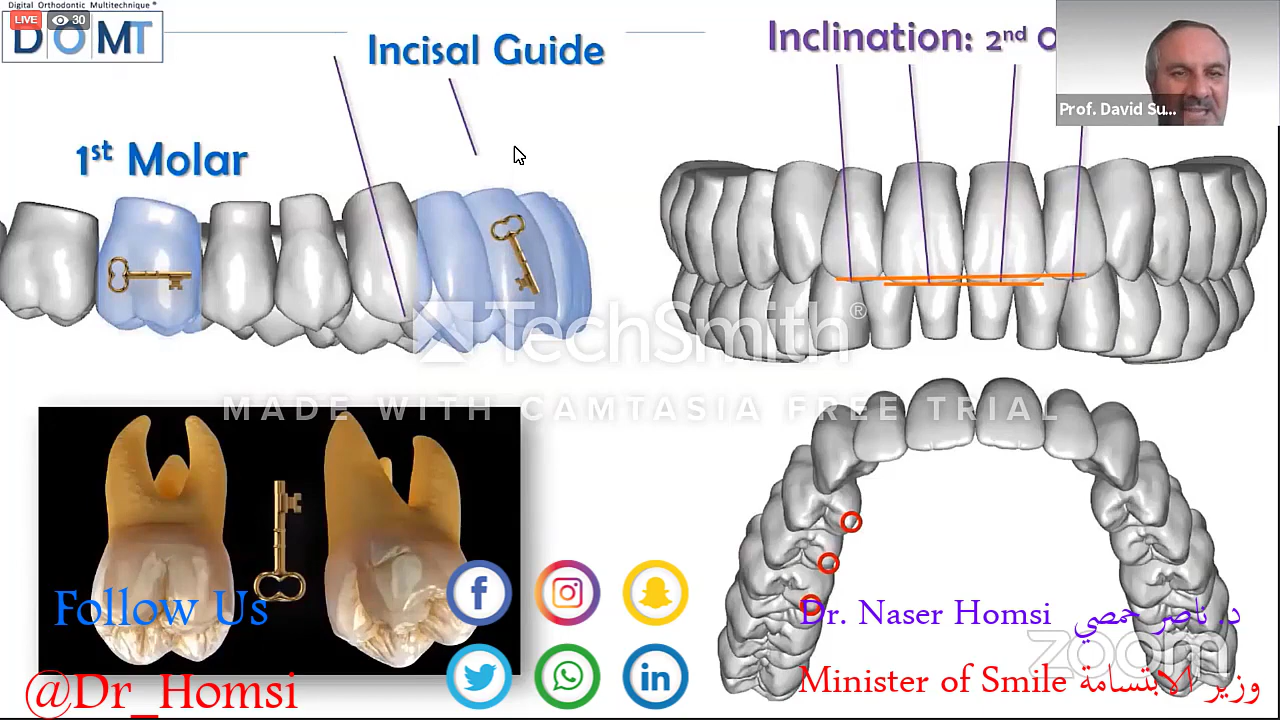 Digital Orthodontic Multitechnique®
LIVE 30
DOMT
Incisal Guide
Inclination: 2nd O
Prof. David Su...
1st Molar
TechSmith®
MADE WITH CAMTASIA FREE TRIAL
Follow Us
@Dr_Homsi
Dr. Naser Homsi د. ناصر حمصي
zoom
Minister of Smile وزير الابتسامة